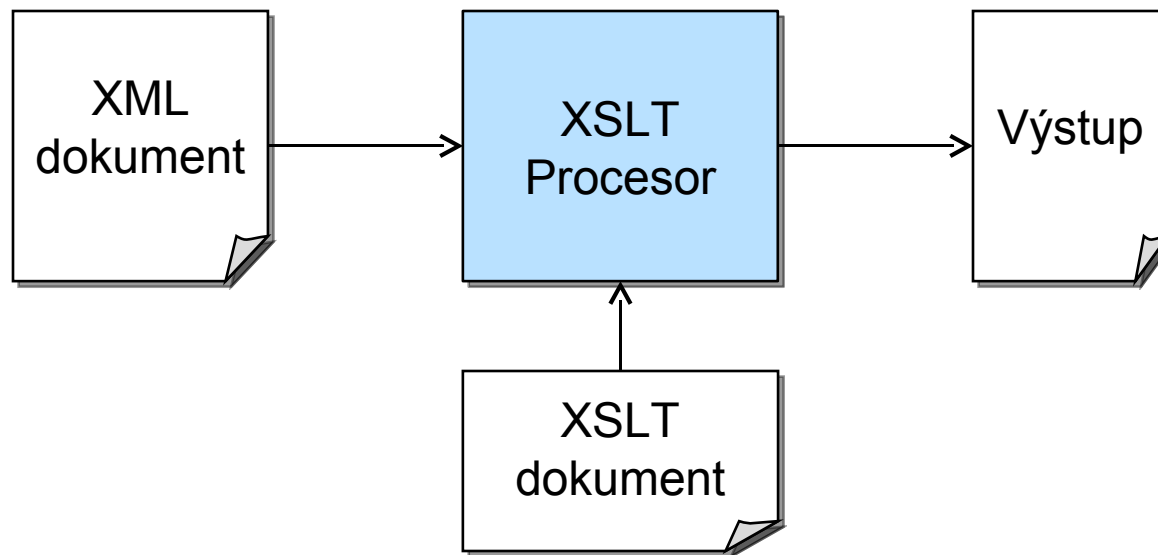 XML
dokument
XSLT
Procesor
Výstup
XSLT
dokument